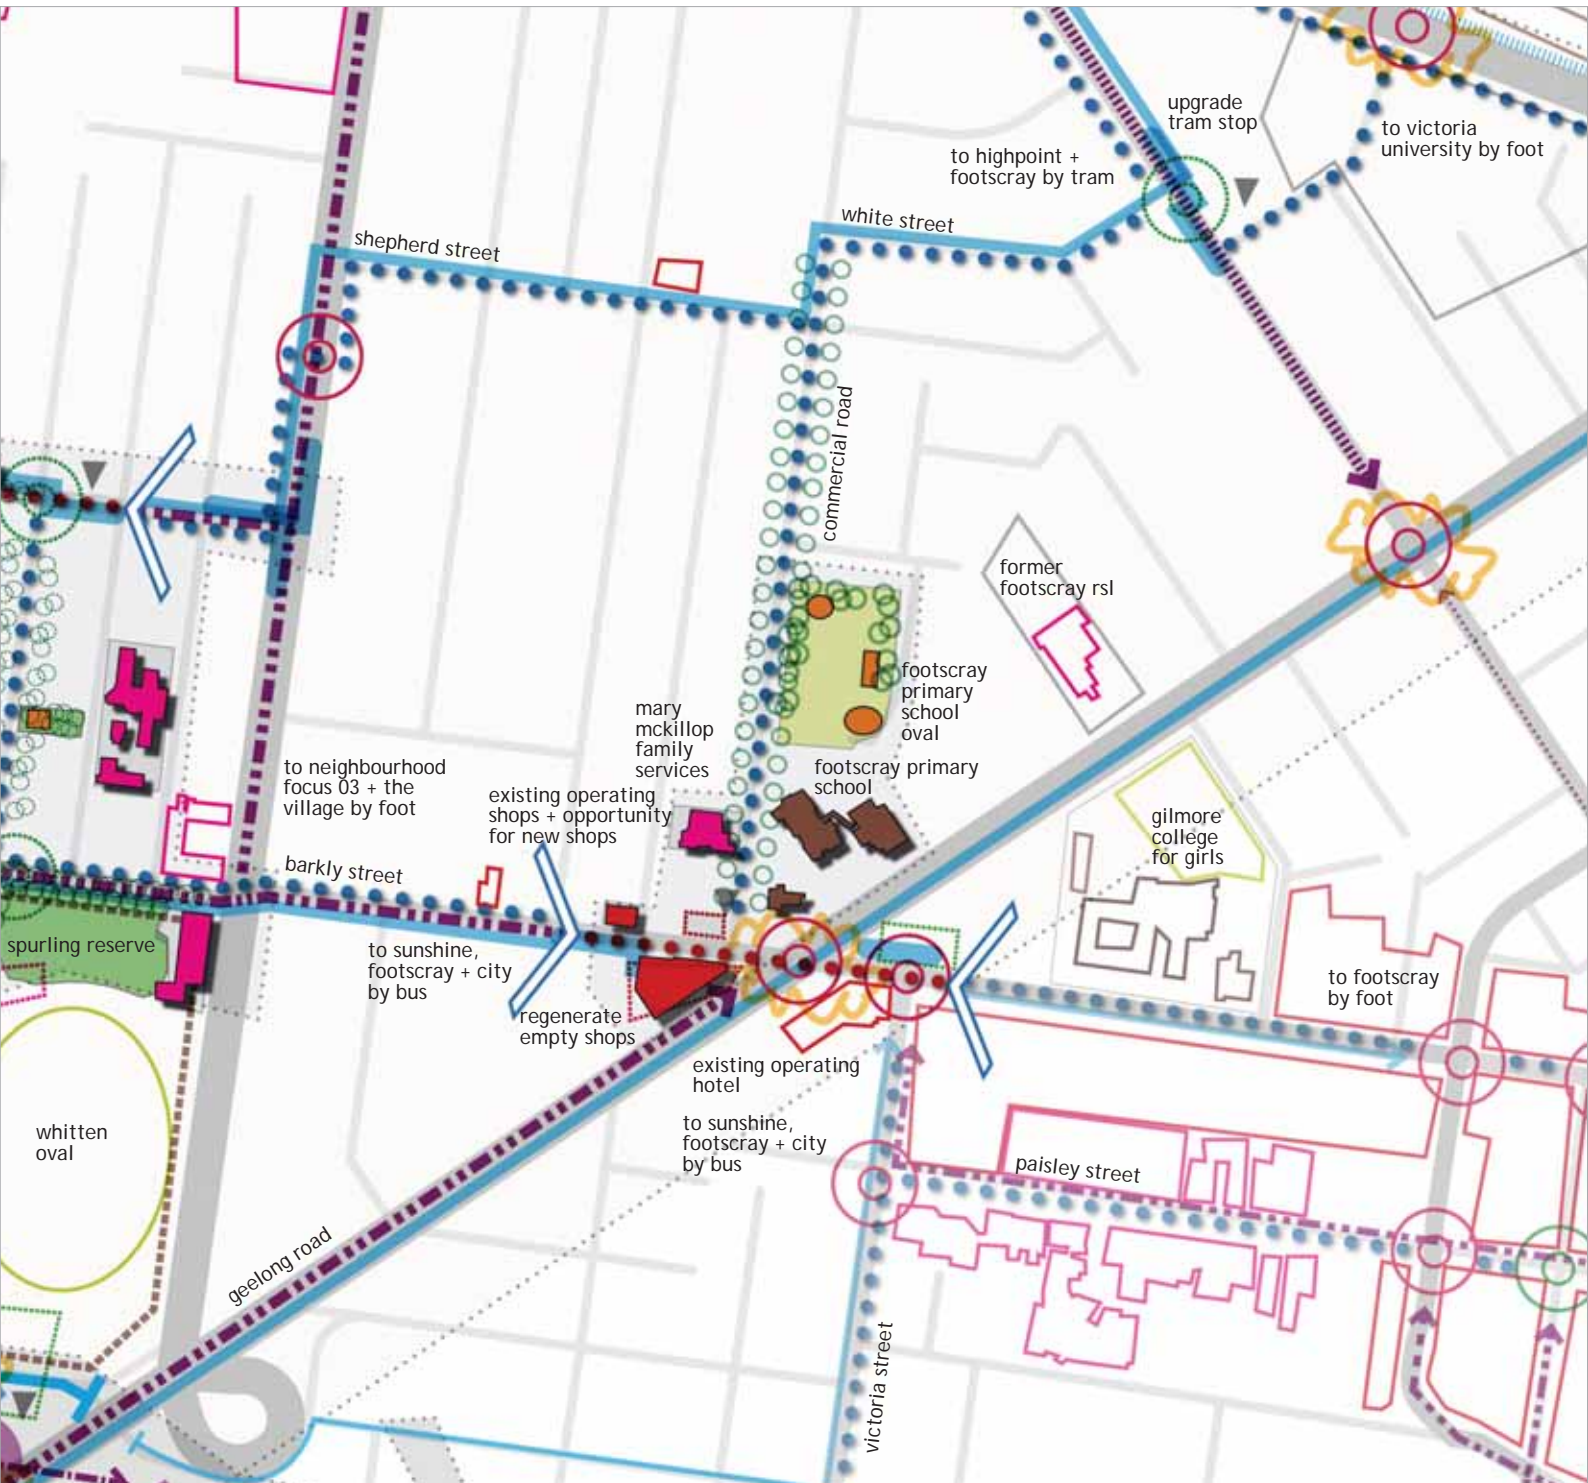 upgrade
tram stop
to victoria
university by foot
to highpoint +
footscray by tram
white street
shepherd street
commercial road
former
footscray rsl
footscray
primary
school
oval
mary
mckillop
family
services
footscray primary
school
to neighbourhood
focus 03 + the
village by foot
existing operating
shops + opportunity
for new shops
gilmore
college
for girls
barkly street
spurling reserve
to sunshine,
footscray + city
by bus
to footscray
by foot
regenerate
empty shops
existing operating
hotel
to sunshine,
footscray + city
by bus
whitten
oval
paisley street
geelong road
victoria street